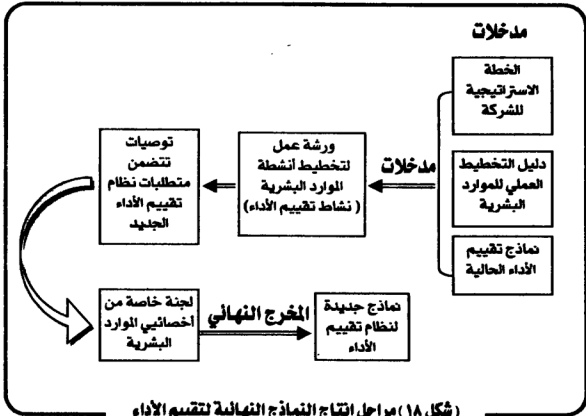 مدخلات
الخطة
الاستراتيجية
للشركة
دليل التخطيط
العملي للموارد
البشرية
نماذج تقييم
الأداء الحالية
مدخلات
ورشة عمل
لتخطيط أنشطة
الموارد البشرية
(نشاط تقييم الأداء)
توصيات
تتضمن
متطلبات نظام
تقييم الأداء
الجديد
لجنة خاصة من
أخصائيي الموارد
البشرية
المخرج النهائي
نماذج جديدة
لنظام تقييم
الأداء
(شكل ١٨) مراحل إنتاج النماذج النهائية لتقييم الأداء